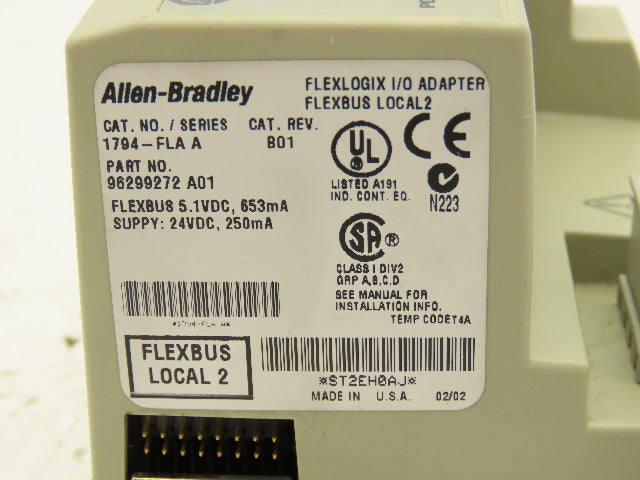 Allen-Bradley
FLEXLOGIX I/O ADAPTER
FLEXBUS LOCAL2
CAT. NO. / SERIES CAT. REV.
1794-FLA A B01
PART NO.
96299272 A01
FLEXBUS 5.1VDC, 653mA
SUPPY: 24VDC, 250mA
UL
LISTED A191
IND. CONT. EQ.
CE
N223
SA ®
CLASS I DIV2
GRP A,B,C,D
SEE MANUAL FOR
INSTALLATION INFO.
TEMP CODET4A
FLEXBUS
LOCAL 2
*ST2EH0AJ*
MADE IN U.S.A. 02/02